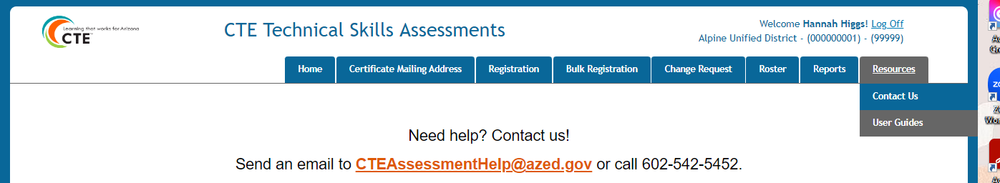 Learning that works for Arizona
CTE™
CTE Technical Skills Assessments
Welcome Hannah Higgs! Log Off
Alpine Unified District - (000000001) - (99999)
Home
Certificate Mailing Address
Registration
Bulk Registration
Change Request
Roster
Reports
Resources
Contact Us
User Guides
Need help? Contact us!
Send an email to CTEAssessmentHelp@azed.gov or call 602-542-5452.